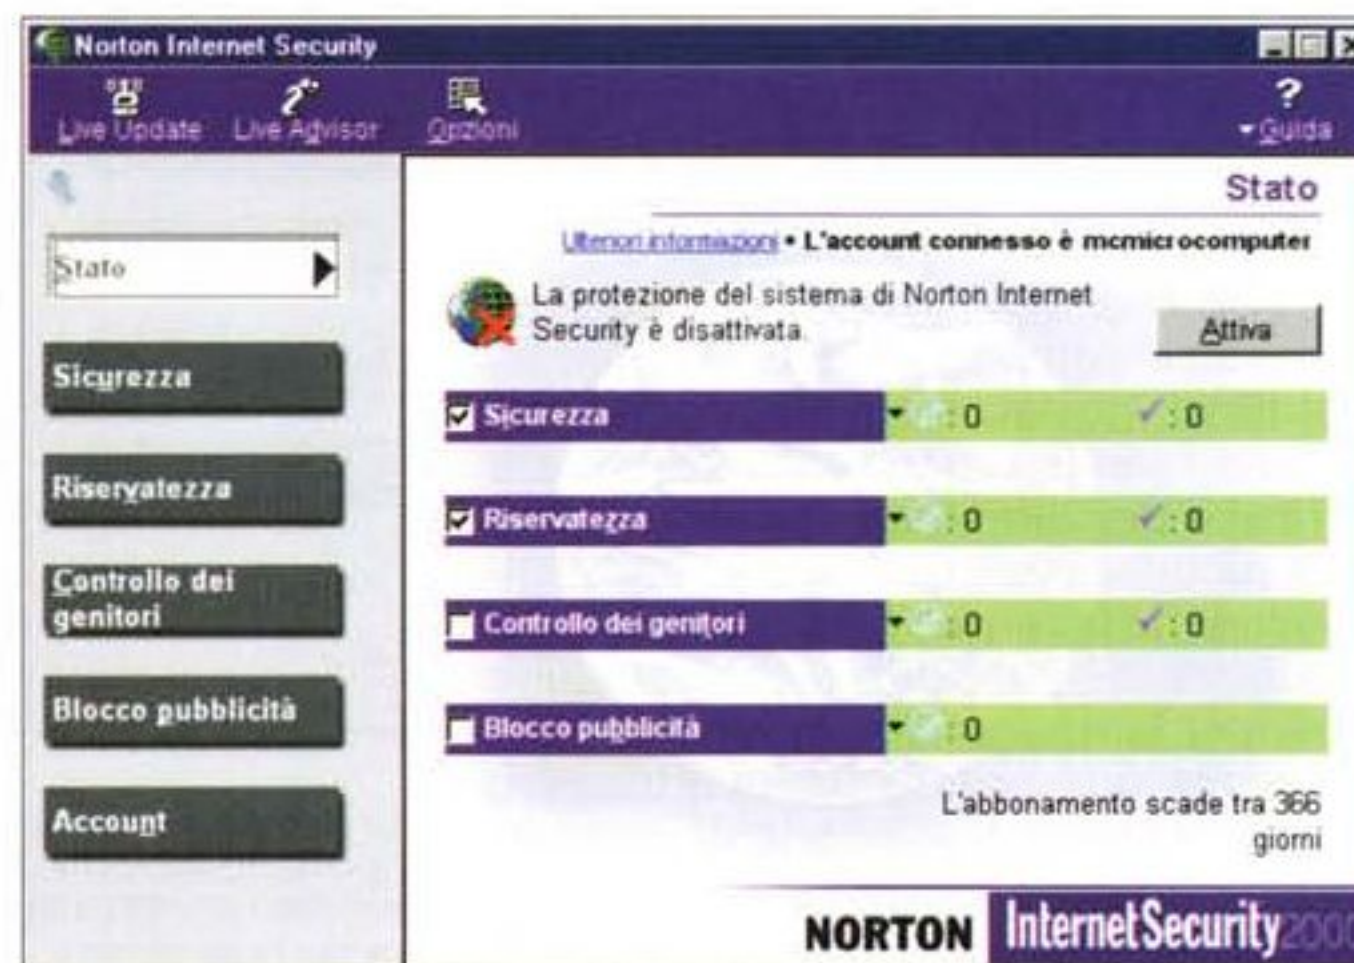 Norton Internet Security
Live Update Live Advisor Opzioni ? Guida
Stato
Sicurezza
Riservatezza
Controllo dei
genitori
Blocco pubblicità
Account
Stato
Ulteriori informazioni • L'account connesso è mcmicrocomputer
La protezione del sistema di Norton Internet
Security è disattivata.
Attiva
Sicurezza : 0 : 0
Riservatezza : 0 : 0
Controllo dei genitori : 0 : 0
Blocco pubblicità : 0
L'abbonamento scade tra 366
giorni
NORTON InternetSecurity 2000